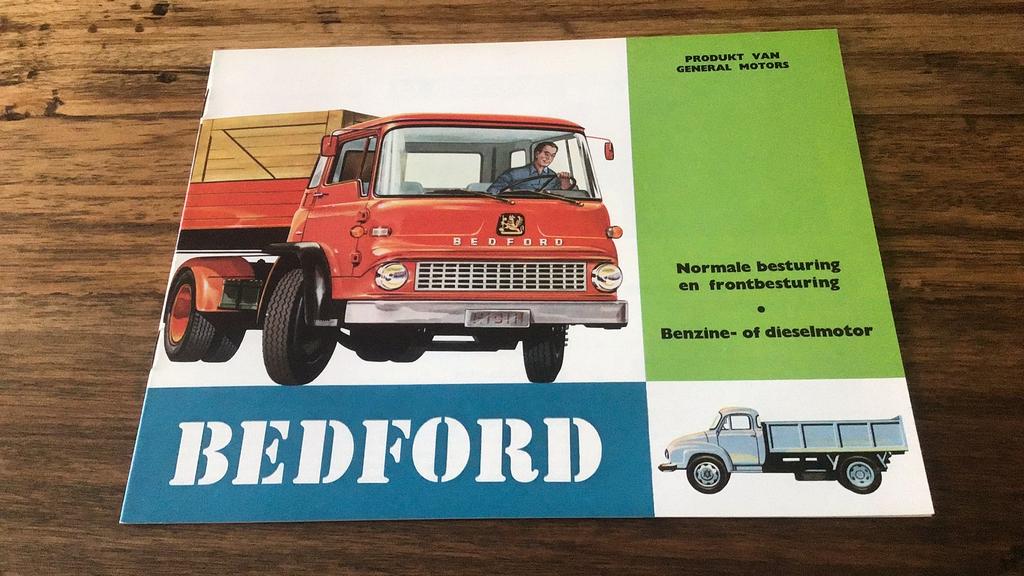 PRODUKT VAN
GENERAL MOTORS
BEDFORD
Normale besturing
en frontbesturing
•
Benzine- of dieselmotor
BEDFORD